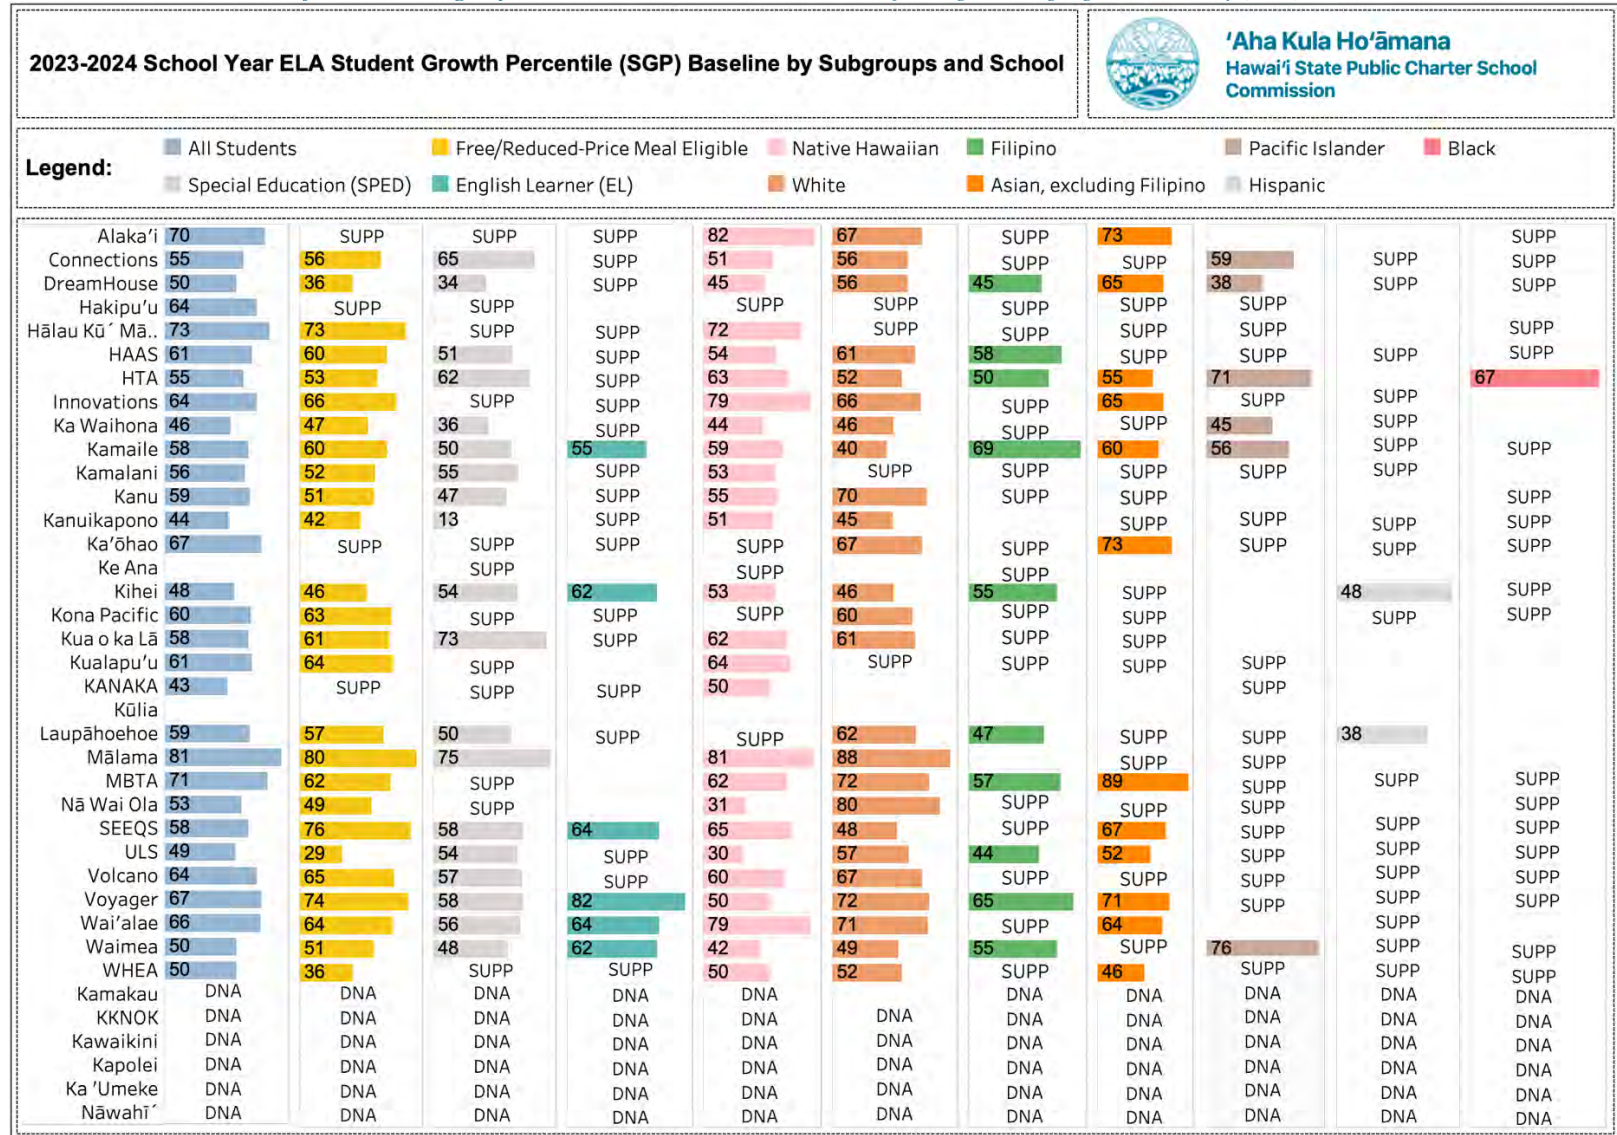 2023-2024 School Year ELA Student Growth Percentile (SGP) Baseline by Subgroups and School
ʻAha Kula Hoʻāmana
Hawaiʻi State Public Charter School
Commission
Legend:
All Students Free/Reduced-Price Meal Eligible Native Hawaiian Filipino Pacific Islander Black
Special Education (SPED) English Learner (EL) White Asian, excluding Filipino Hispanic
Alaka'i 70 SUPP SUPP SUPP 82 67 SUPP 73 SUPP
Connections 55 56 65 SUPP 51 56 SUPP SUPP 59 SUPP SUPP
DreamHouse 50 36 34 SUPP 45 56 45 65 38 SUPP SUPP
Hakipu'u 64 SUPP SUPP SUPP SUPP SUPP SUPP SUPP
Hālau Kū´ Mā.. 73 73 SUPP SUPP 72 SUPP SUPP SUPP SUPP SUPP
HAAS 61 60 51 SUPP 54 61 58 SUPP SUPP SUPP SUPP
HTA 55 53 62 SUPP 63 52 50 55 71 67
Innovations 64 66 SUPP SUPP 79 66 SUPP 65 SUPP SUPP
Ka Waihona 46 47 36 SUPP 44 46 SUPP SUPP 45 SUPP
Kamaile 58 60 50 55 59 40 69 60 56 SUPP SUPP
Kamalani 56 52 55 SUPP 53 SUPP SUPP SUPP SUPP SUPP
Kanu 59 51 47 SUPP 55 70 SUPP SUPP SUPP
Kanuikapono 44 42 13 SUPP 51 45 SUPP SUPP SUPP SUPP
Ka'ōhao 67 SUPP SUPP SUPP SUPP 67 SUPP 73 SUPP SUPP SUPP
Ke Ana SUPP SUPP SUPP
Kihei 48 46 54 62 53 46 55 SUPP 48 SUPP
Kona Pacific 60 63 SUPP SUPP SUPP 60 SUPP SUPP SUPP SUPP
Kua o ka Lā 58 61 73 SUPP 62 61 SUPP SUPP
Kualapu'u 61 64 SUPP 64 SUPP SUPP SUPP SUPP
KANAKA 43 SUPP SUPP SUPP 50 SUPP
Kūlia
Laupāhoehoe 59 57 50 SUPP SUPP 62 47 SUPP SUPP 38
Mālama 81 80 75 81 88 SUPP SUPP
MBTA 71 62 SUPP 62 72 57 89 SUPP SUPP SUPP
Nā Wai Ola 53 49 SUPP 31 80 SUPP SUPP SUPP SUPP
SEEQS 58 76 58 64 65 48 SUPP 67 SUPP SUPP SUPP
ULS 49 29 54 SUPP 30 57 44 52 SUPP SUPP SUPP
Volcano 64 65 57 SUPP 60 67 SUPP SUPP SUPP SUPP SUPP
Voyager 67 74 58 82 50 72 65 71 SUPP SUPP SUPP
Wai'alae 66 64 56 64 79 71 SUPP 64 SUPP
Waimea 50 51 48 62 42 49 55 SUPP 76 SUPP SUPP
WHEA 50 36 SUPP SUPP 50 52 SUPP 46 SUPP SUPP SUPP
Kamakau DNA DNA DNA DNA DNA DNA DNA DNA DNA DNA
KKNOK DNA DNA DNA DNA DNA DNA DNA DNA DNA DNA DNA
Kawaikini DNA DNA DNA DNA DNA DNA DNA DNA DNA DNA DNA
Kapolei DNA DNA DNA DNA DNA DNA DNA DNA DNA DNA DNA
Ka 'Umeke DNA DNA DNA DNA DNA DNA DNA DNA DNA DNA DNA
Nāwahī´ DNA DNA DNA DNA DNA DNA DNA DNA DNA DNA DNA